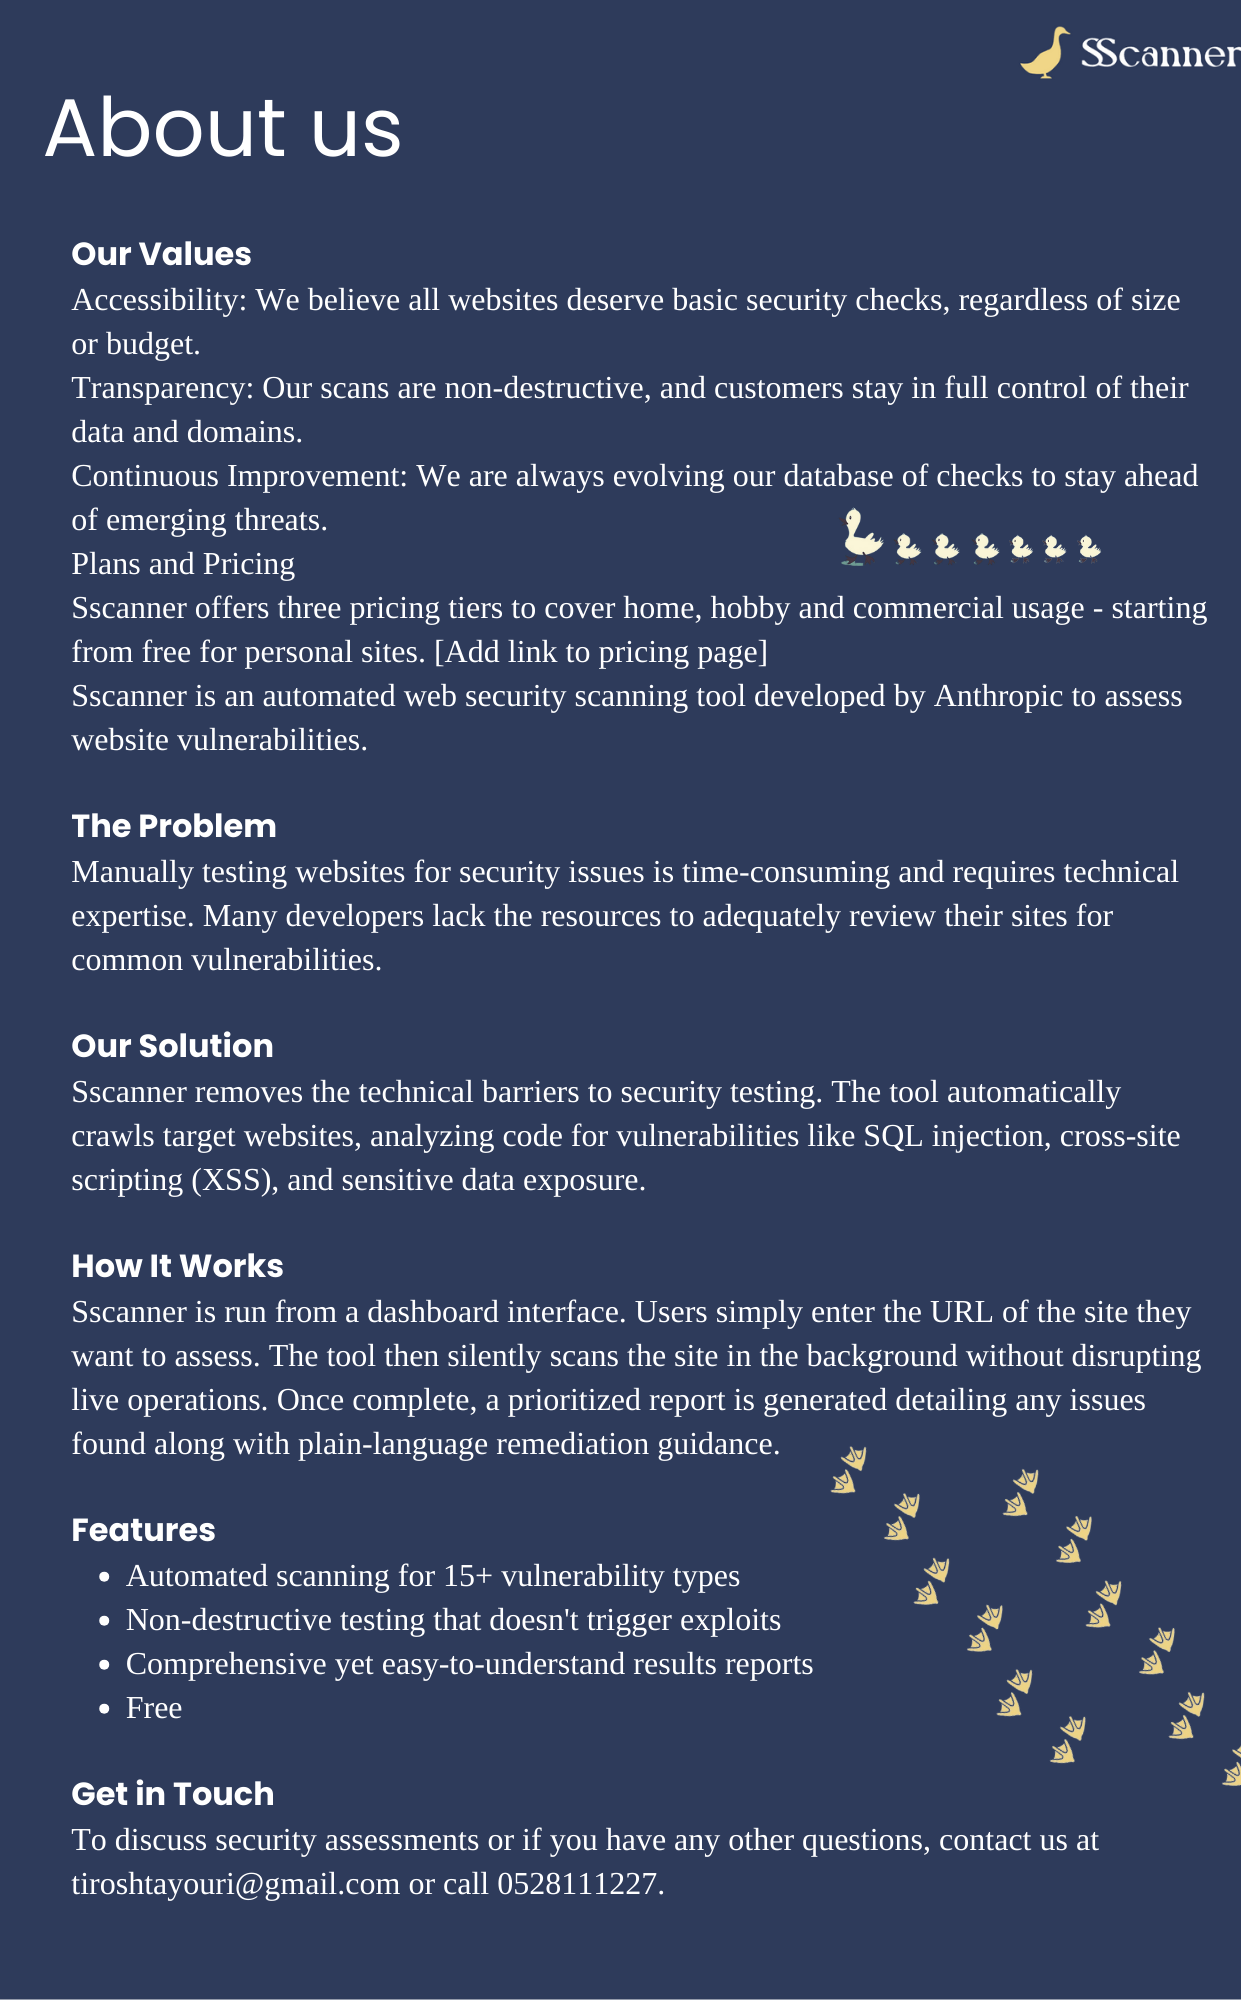 SScanner
About us
Our Values
Accessibility: We believe all websites deserve basic security checks, regardless of size
or budget.
Transparency: Our scans are non-destructive, and customers stay in full control of their
data and domains.
Continuous Improvement: We are always evolving our database of checks to stay ahead
of emerging threats.
Plans and Pricing
Sscanner offers three pricing tiers to cover home, hobby and commercial usage - starting
from free for personal sites. [Add link to pricing page]
Sscanner is an automated web security scanning tool developed by Anthropic to assess
website vulnerabilities.
The Problem
Manually testing websites for security issues is time-consuming and requires technical
expertise. Many developers lack the resources to adequately review their sites for
common vulnerabilities.
Our Solution
Sscanner removes the technical barriers to security testing. The tool automatically
crawls target websites, analyzing code for vulnerabilities like SQL injection, cross-site
scripting (XSS), and sensitive data exposure.
How It Works
Sscanner is run from a dashboard interface. Users simply enter the URL of the site they
want to assess. The tool then silently scans the site in the background without disrupting
live operations. Once complete, a prioritized report is generated detailing any issues
found along with plain-language remediation guidance.
Features
• Automated scanning for 15+ vulnerability types
• Non-destructive testing that doesn't trigger exploits
• Comprehensive yet easy-to-understand results reports
• Free
Get in Touch
To discuss security assessments or if you have any other questions, contact us at
tiroshtayouri@gmail.com or call 0528111227.